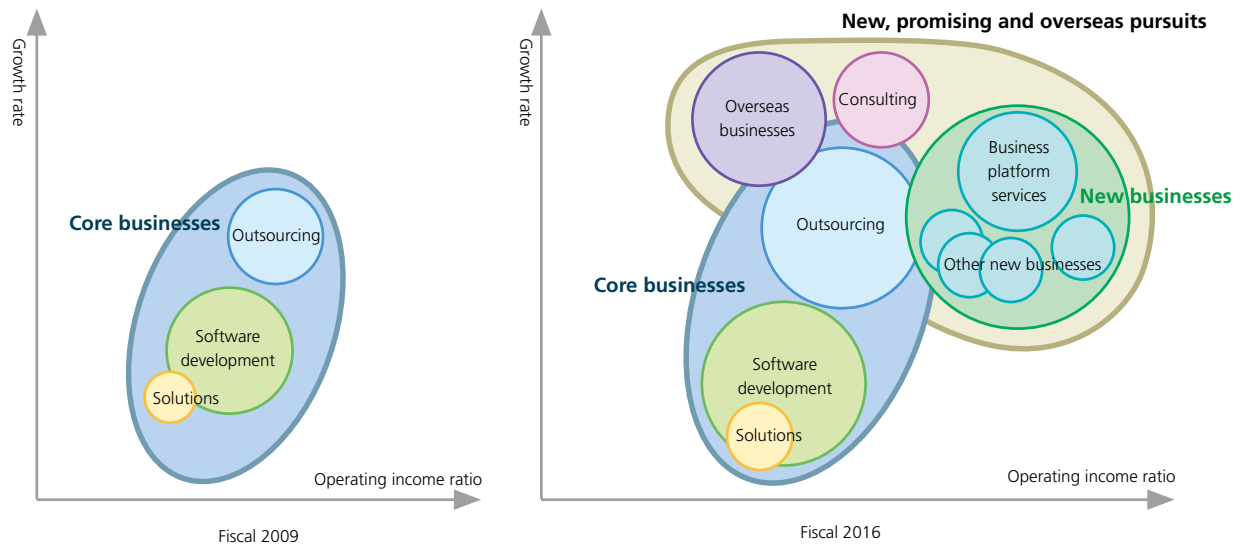 Growth rate
Core businesses
Outsourcing
Software
development
Solutions
Operating income ratio
Fiscal 2009
New, promising and overseas pursuits
Growth rate
Overseas
businesses
Consulting
Business
platform
services
New businesses
Outsourcing
Other new businesses
Core businesses
Software
development
Solutions
Operating income ratio
Fiscal 2016